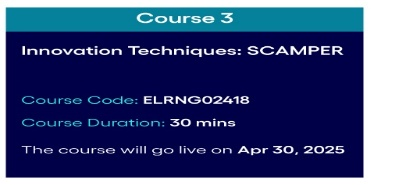 Course 3
Innovation Techniques: SCAMPER
Course Code: ELRNG02418
Course Duration: 30 mins
The course will go live on Apr 30, 2025